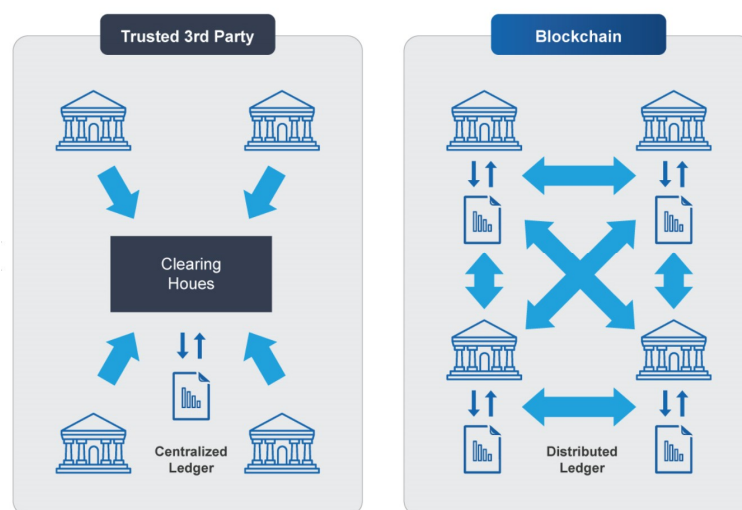 Trusted 3rd Party
Clearing
Houes
Centralized
Ledger
Blockchain
Distributed
Ledger